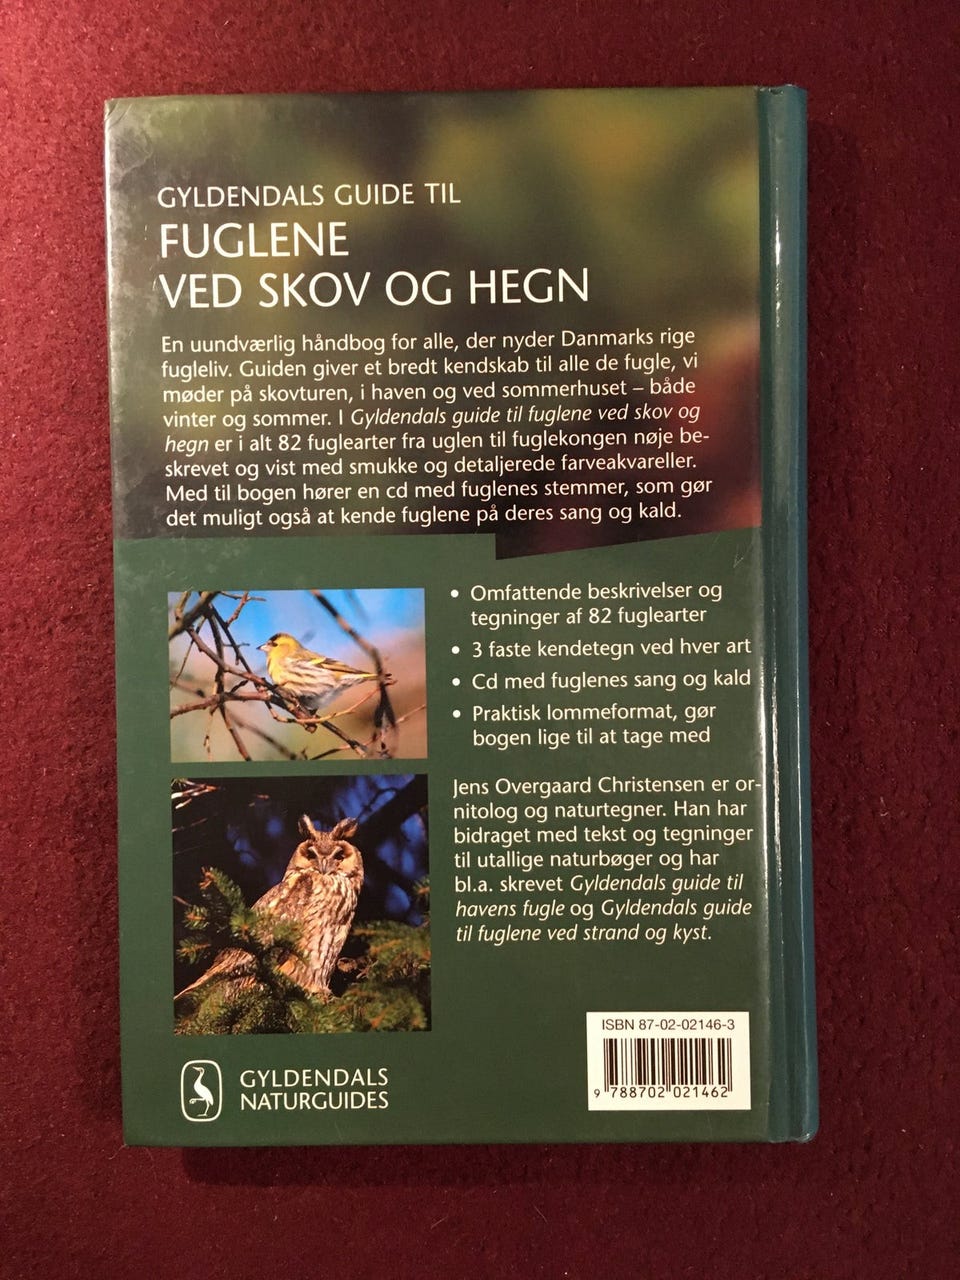 GYLDENDALS GUIDE TIL
FUGLENE
VED SKOV OG HEGN
En uundværlig håndbog for alle, der nyder Danmarks rige
fugleliv. Guiden giver et bredt kendskab til alle de fugle, vi
møder på skovturen, i haven og ved sommerhuset – både
vinter og sommer. I Gyldendals guide til fuglene ved skov og
hegn er i alt 82 fuglearter fra uglen til fuglekongen nøje be-
skrevet og vist med smukke og detaljerede farveakvareller.
Med til bogen hører en cd med fuglenes stemmer, som gør
det muligt også at kende fuglene på deres sang og kald.
• Omfattende beskrivelser og
tegninger af 82 fuglearter
• 3 faste kendetegn ved hver art
• Cd med fuglenes sang og kald
• Praktisk lommeformat, gør
bogen lige til at tage med
Jens Overgaard Christensen er or-
nitolog og naturtegner. Han har
bidraget med tekst og tegninger
til utallige naturbøger og har
bl.a. skrevet Gyldendals guide til
havens fugle og Gyldendals guide
til fuglene ved strand og kyst.
ISBN 87-02-02146-3
9 788702 021462
GYLDENDALS
NATURGUIDES